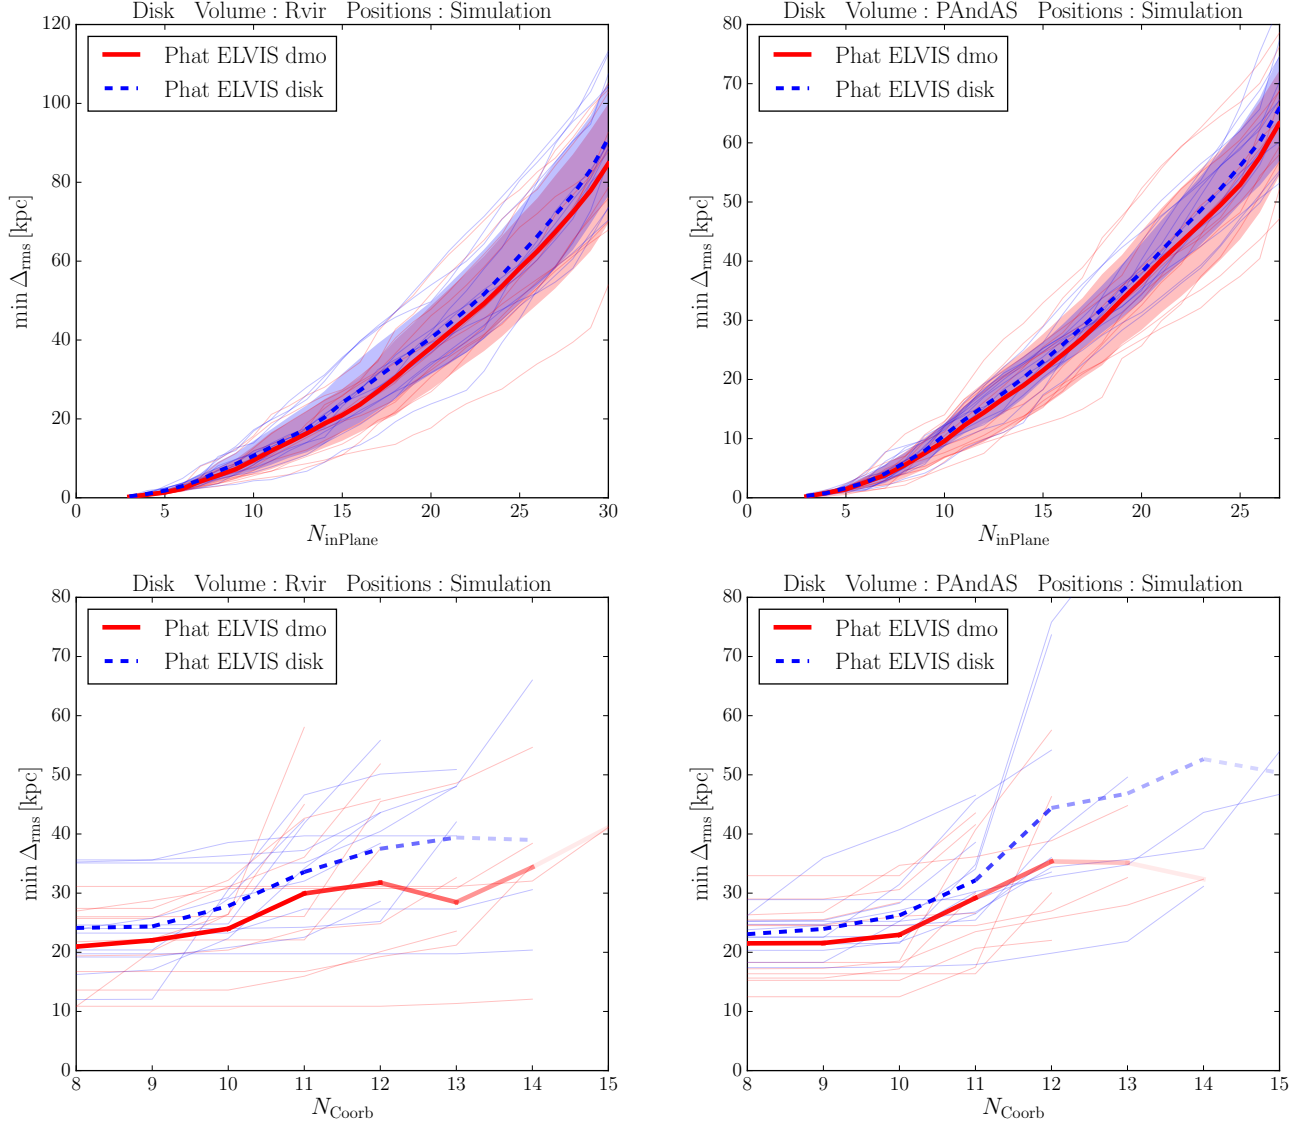 Disk Volume : Rvir Positions : Simulation
120
100
80
60
40
20
0
min Δrms [kpc]
Phat ELVIS dmo
Phat ELVIS disk
0 5 10 15 20 25 30
NinPlane
Disk Volume : PAndAS Positions : Simulation
80
70
60
50
40
30
20
10
0
min Δrms [kpc]
Phat ELVIS dmo
Phat ELVIS disk
0 5 10 15 20 25
NinPlane
Disk Volume : Rvir Positions : Simulation
80
70
60
50
40
30
20
10
0
min Δrms [kpc]
Phat ELVIS dmo
Phat ELVIS disk
8 9 10 11 12 13 14 15
NCoorb
Disk Volume : PAndAS Positions : Simulation
80
70
60
50
40
30
20
10
0
min Δrms [kpc]
Phat ELVIS dmo
Phat ELVIS disk
8 9 10 11 12 13 14 15
NCoorb